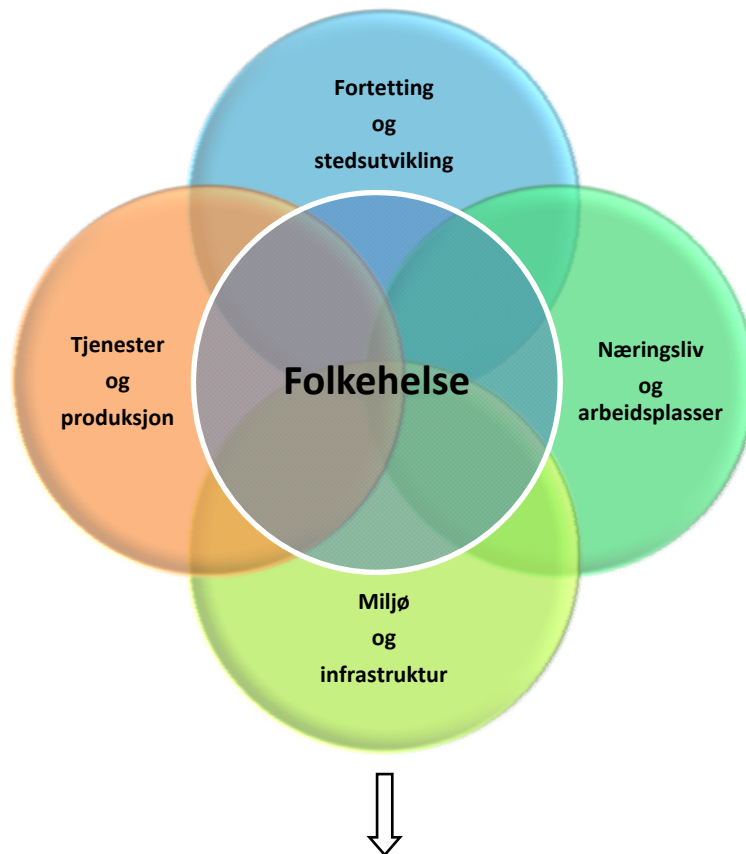 Fortetting
og
stedsutvikling
Tjenester
og
produksjon
Folkehelse
Næringsliv
og
arbeidsplasser
Miljø
og
infrastruktur